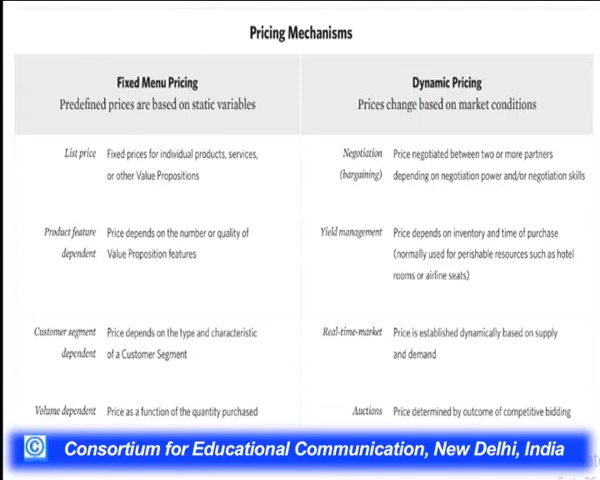 Pricing Mechanisms
Fixed Menu Pricing
Predefined prices are based on static variables
List price Fixed prices for individual products, services,
or other Value Propositions
Product feature Price depends on the number or quality of
dependent Value Proposition features
Customer segment Price depends on the type and characteristic
dependent of a Customer Segment
Volume dependent Price as a function of the quantity purchased
Dynamic Pricing
Prices change based on market conditions
Negotiation Price negotiated between two or more partners
(bargaining) depending on negotiation power and/or negotiation skills
Yield management Price depends on inventory and time of purchase
(normally used for perishable resources such as hotel
rooms or airline seats)
Real-time-market Price is established dynamically based on supply
and demand
Auctions Price determined by outcome of competitive bidding
© Consortium for Educational Communication, New Delhi, India